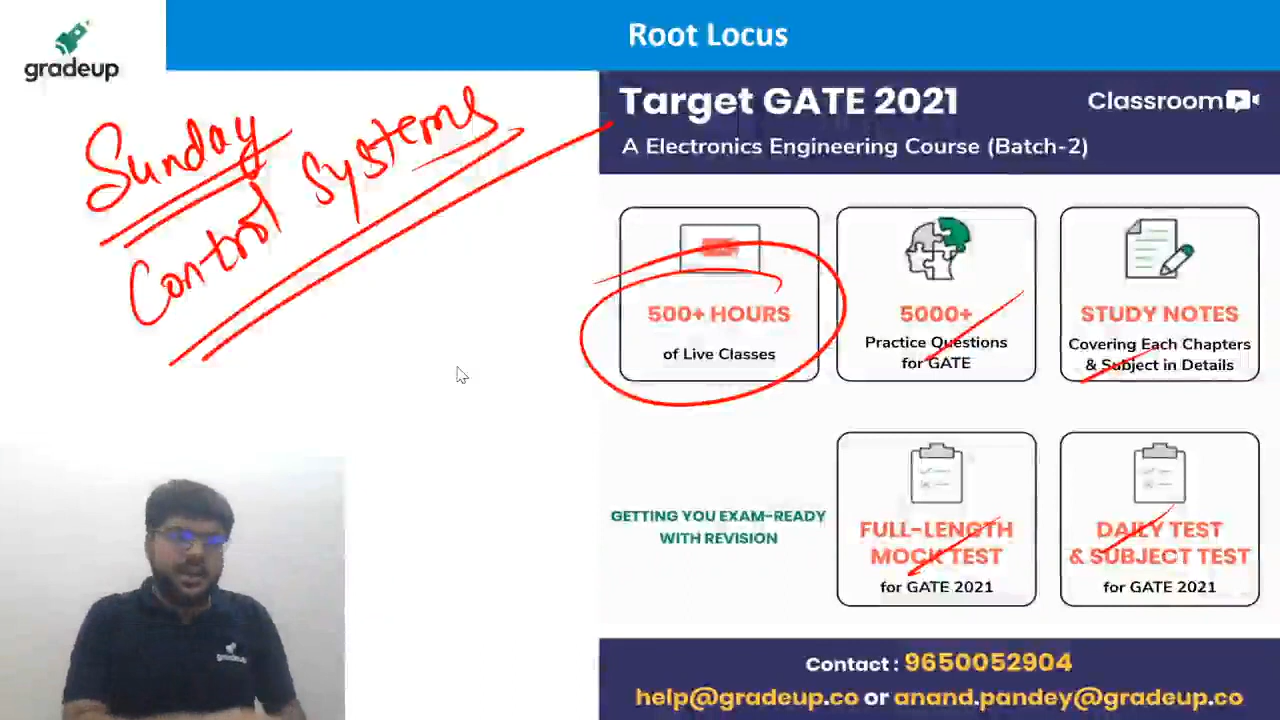 gradeup
Root Locus
Sunday
Control Systems
Target GATE 2021
Classroom
A Electronics Engineering Course (Batch-2)
500+ HOURS
of Live Classes
5000+
Practice Questions
for GATE
STUDY NOTES
Covering Each Chapters
& Subject in Details
GETTING YOU EXAM-READY
WITH REVISION
FULL-LENGTH
MOCK TEST
for GATE 2021
DAILY TEST
& SUBJECT TEST
for GATE 2021
gradeup
Contact : 9650052904
help@gradeup.co or anand.pandey@gradeup.co